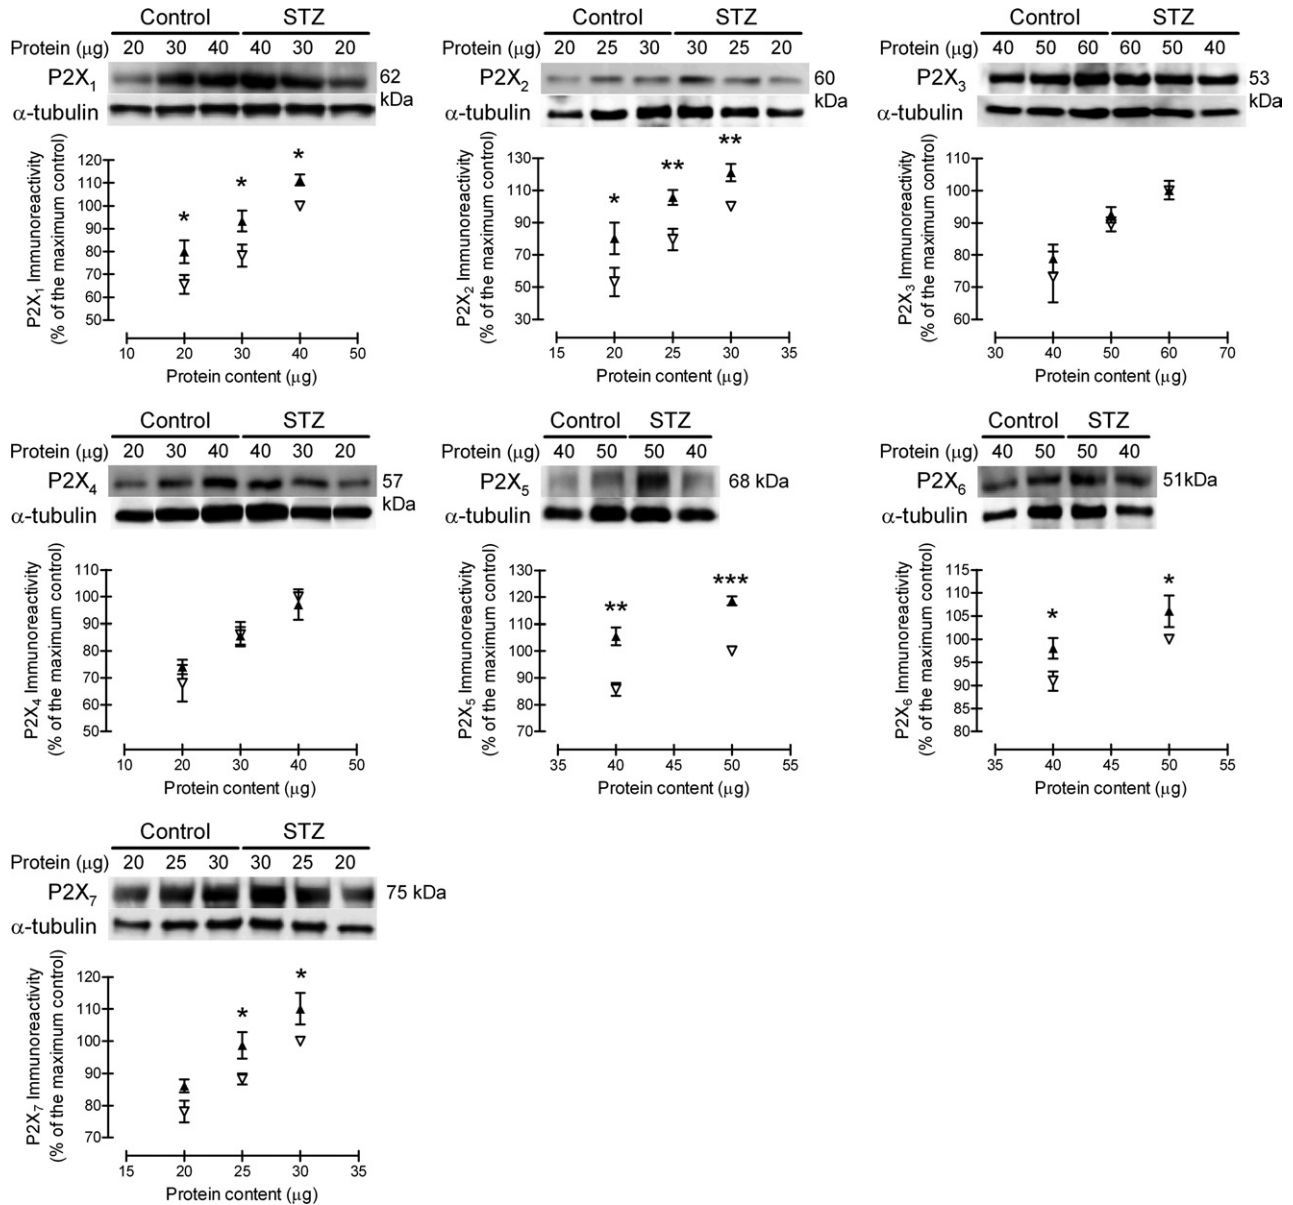 Control STZ
Protein (μg) 20 30 40 40 30 20
P2X1 62 kDa
α-tubulin
P2X1 Immunoreactivity
(% of the maximum control)
120
110
100
90
80
70
60
50
* * *
10 20 30 40 50
Protein content (μg)
Control STZ
Protein (μg) 20 25 30 30 25 20
P2X2 60 kDa
α-tubulin
P2X2 Immunoreactivity
(% of the maximum control)
130
110
90
70
50
30
* ** **
15 20 25 30 35
Protein content (μg)
Control STZ
Protein (μg) 40 50 60 60 50 40
P2X3 53 kDa
α-tubulin
P2X3 Immunoreactivity
(% of the maximum control)
110
100
90
80
70
60
30 40 50 60 70
Protein content (μg)
Control STZ
Protein (μg) 20 30 40 40 30 20
P2X4 57 kDa
α-tubulin
P2X4 Immunoreactivity
(% of the maximum control)
110
100
90
80
70
60
50
10 20 30 40 50
Protein content (μg)
Control STZ
Protein (μg) 40 50 50 40
P2X5 68 kDa
α-tubulin
P2X5 Immunoreactivity
(% of the maximum control)
130
120
110
100
90
80
70
** ***
35 40 45 50 55
Protein content (μg)
Control STZ
Protein (μg) 40 50 50 40
P2X6 51kDa
α-tubulin
P2X6 Immunoreactivity
(% of the maximum control)
115
110
105
100
95
90
85
80
* *
35 40 45 50 55
Protein content (μg)
Control STZ
Protein (μg) 20 25 30 30 25 20
P2X7 75 kDa
α-tubulin
P2X7 Immunoreactivity
(% of the maximum control)
120
110
100
90
80
70
* *
15 20 25 30 35
Protein content (μg)